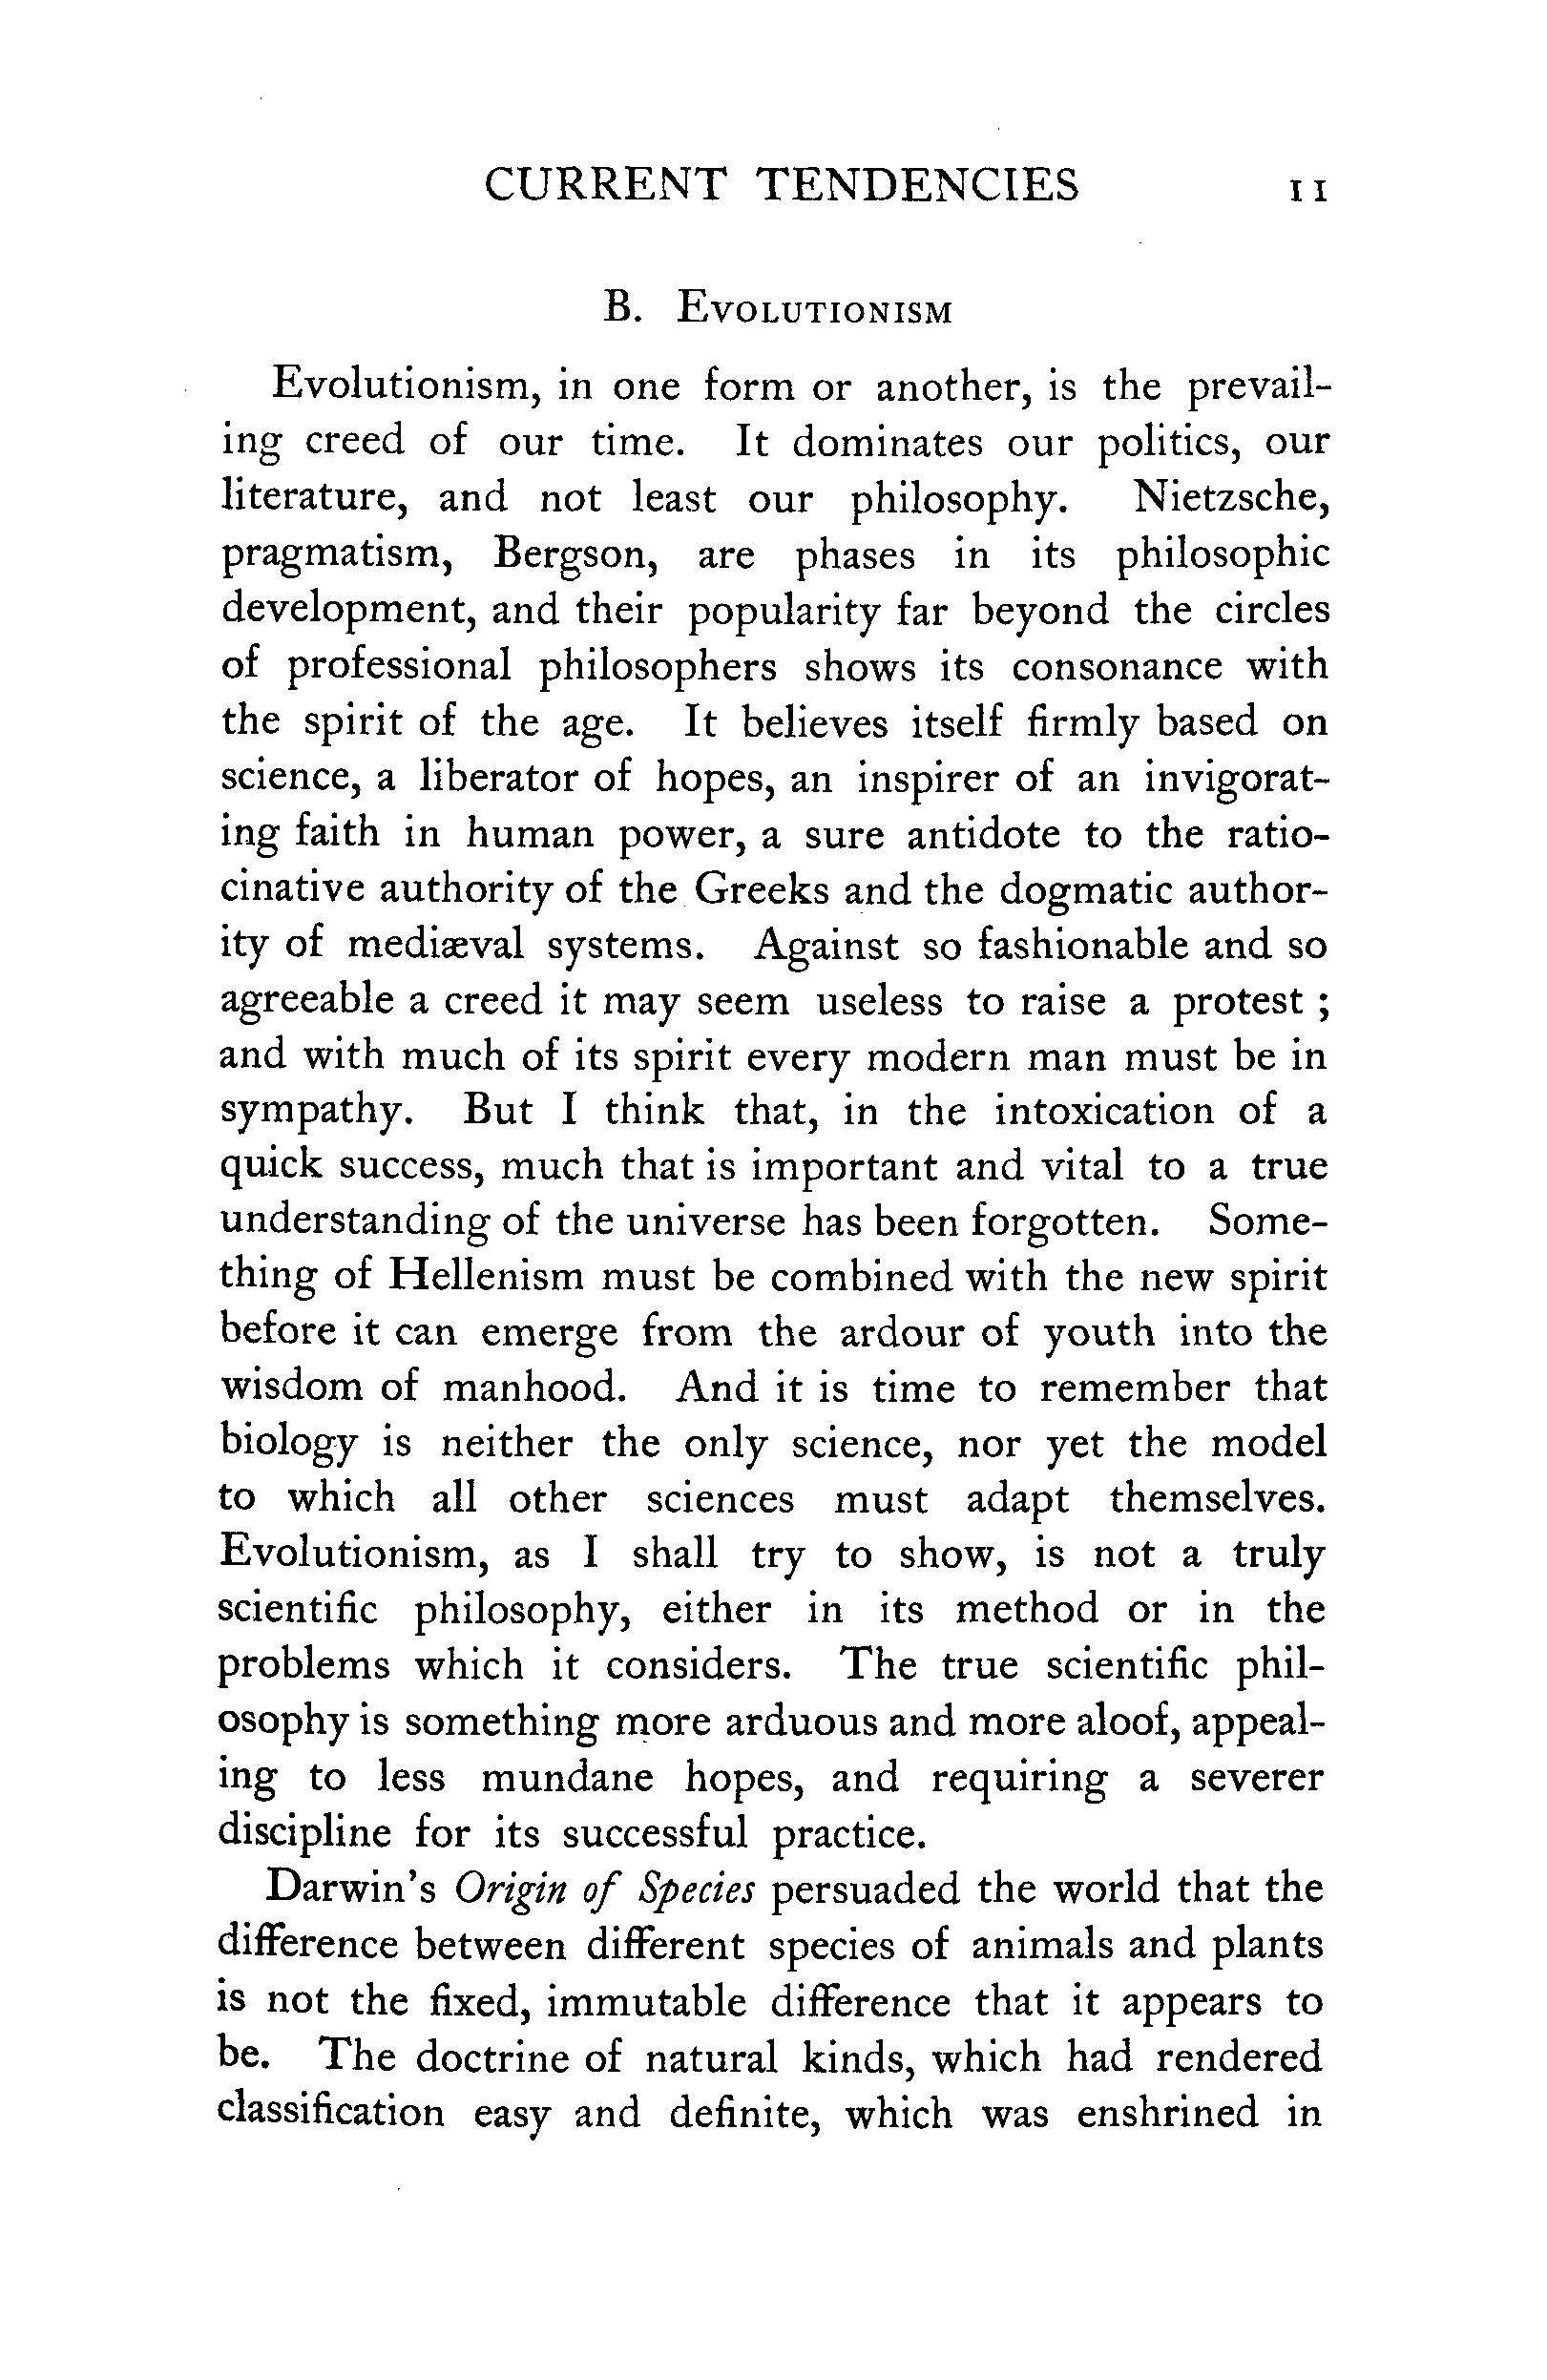 CURRENT TENDENCIES 11
B. Evolutionism
Evolutionism, in one form or another, is the prevail-
ing creed of our time. It dominates our politics, our
literature, and not least our philosophy. Nietzsche,
pragmatism, Bergson, are phases in its philosophic
development, and their popularity far beyond the circles
of professional philosophers shows its consonance with
the spirit of the age. It believes itself firmly based on
science, a liberator of hopes, an inspirer of an invigorat-
ing faith in human power, a sure antidote to the ratio-
cinative authority of the Greeks and the dogmatic author-
ity of mediæval systems. Against so fashionable and so
agreeable a creed it may seem useless to raise a protest ;
and with much of its spirit every modern man must be in
sympathy. But I think that, in the intoxication of a
quick success, much that is important and vital to a true
understanding of the universe has been forgotten. Some-
thing of Hellenism must be combined with the new spirit
before it can emerge from the ardour of youth into the
wisdom of manhood. And it is time to remember that
biology is neither the only science, nor yet the model
to which all other sciences must adapt themselves.
Evolutionism, as I shall try to show, is not a truly
scientific philosophy, either in its method or in the
problems which it considers. The true scientific phil-
osophy is something more arduous and more aloof, appeal-
ing to less mundane hopes, and requiring a severer
discipline for its successful practice.
Darwin's Origin of Species persuaded the world that the
difference between different species of animals and plants
is not the fixed, immutable difference that it appears to
be. The doctrine of natural kinds, which had rendered
classification easy and definite, which was enshrined in